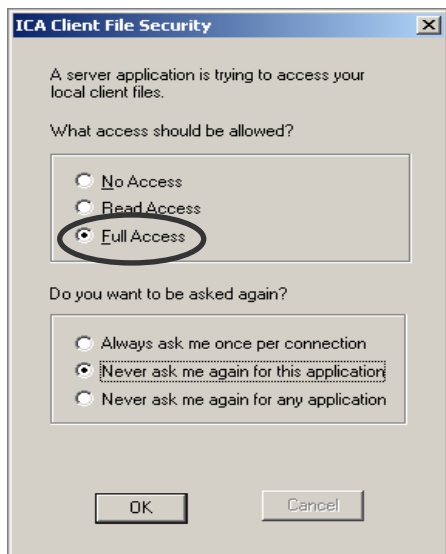 ICA Client File Security
A server application is trying to access your
local client files.
What access should be allowed?
No Access
Read Access
Full Access
Do you want to be asked again?
Always ask me once per connection
Never ask me again for this application
Never ask me again for any application
OK
Cancel